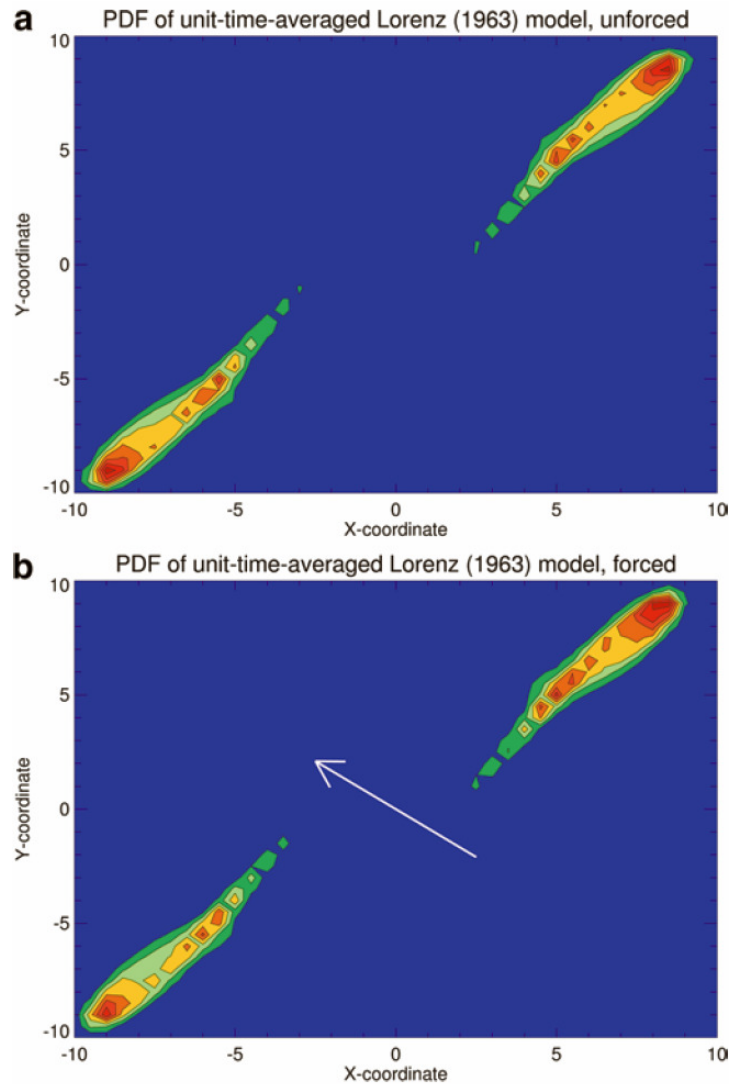 a
PDF of unit-time-averaged Lorenz (1963) model, unforced
10
5
0
-5
-10
Y-coordinate
-10 -5 0 5 10
X-coordinate
b
PDF of unit-time-averaged Lorenz (1963) model, forced
10
5
0
-5
-10
Y-coordinate
-10 -5 0 5 10
X-coordinate